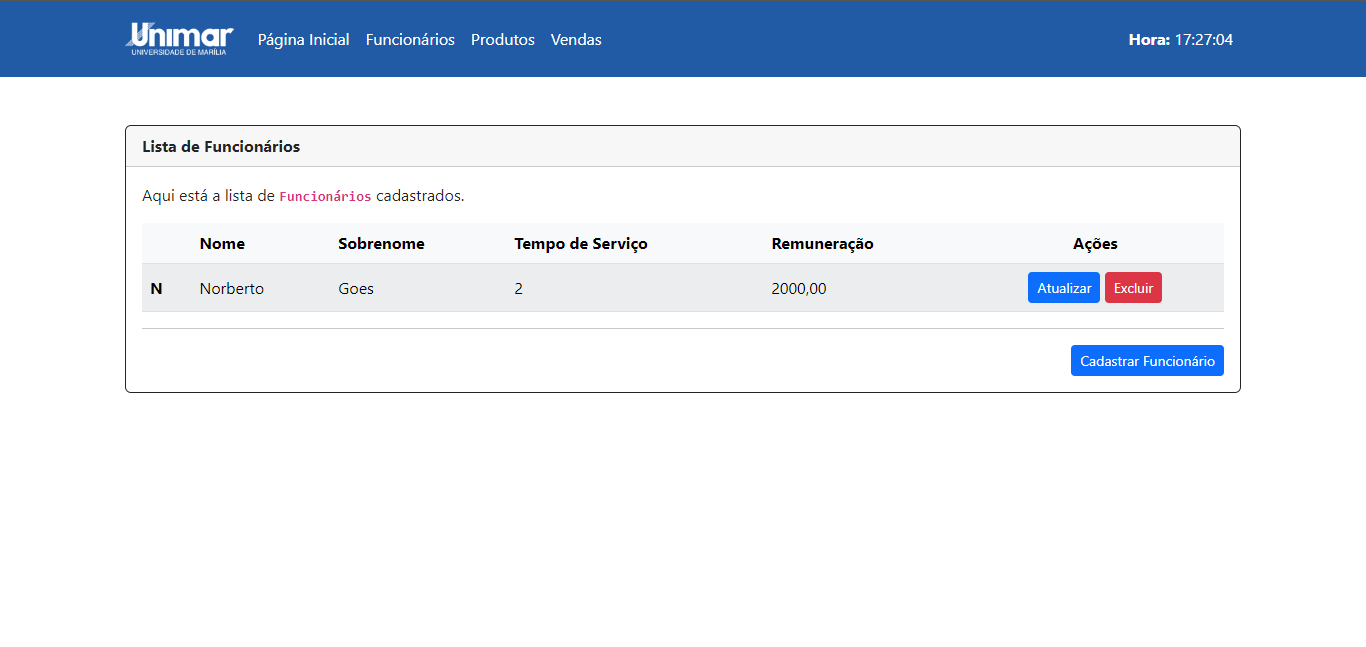 Unimar
UNIVERSIDADE DE MARÍLIA
Página Inicial Funcionários Produtos Vendas
Hora: 17:27:04
Lista de Funcionários
Aqui está a lista de Funcionários cadastrados.
Nome Sobrenome Tempo de Serviço Remuneração Ações
N Norberto Goes 2 2000,00 Atualizar Excluir
Cadastrar Funcionário